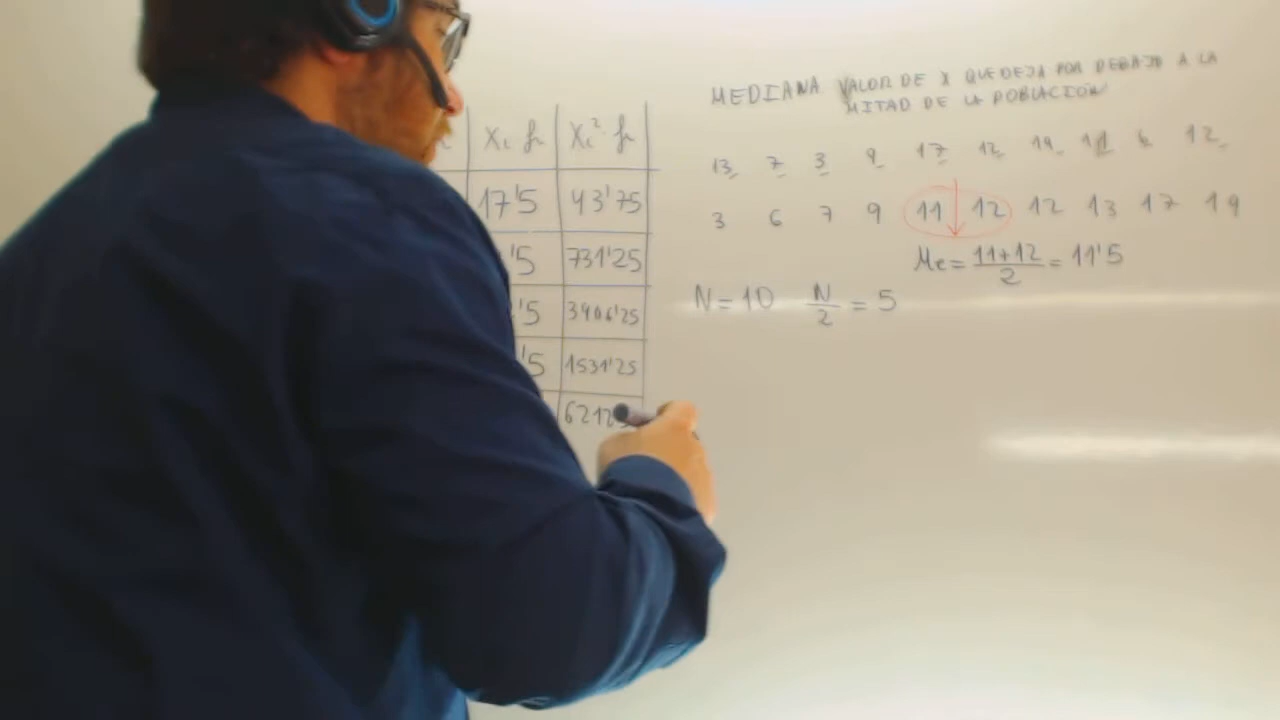 MEDIANA VALOR DE X QUE DEJA POR DEBAJO A LA
MITAD DE LA POBLACIÓN
13 7 3 9 17 12 19 11 6 12
3 6 7 9 11 12 12 13 17 19
Me = 11+12/2 = 11'5
N = 10 N/2 = 5
Xi fi Xi² fi
17'5 43'75
'5 731'25
'5 3406'25
'5 1531'25